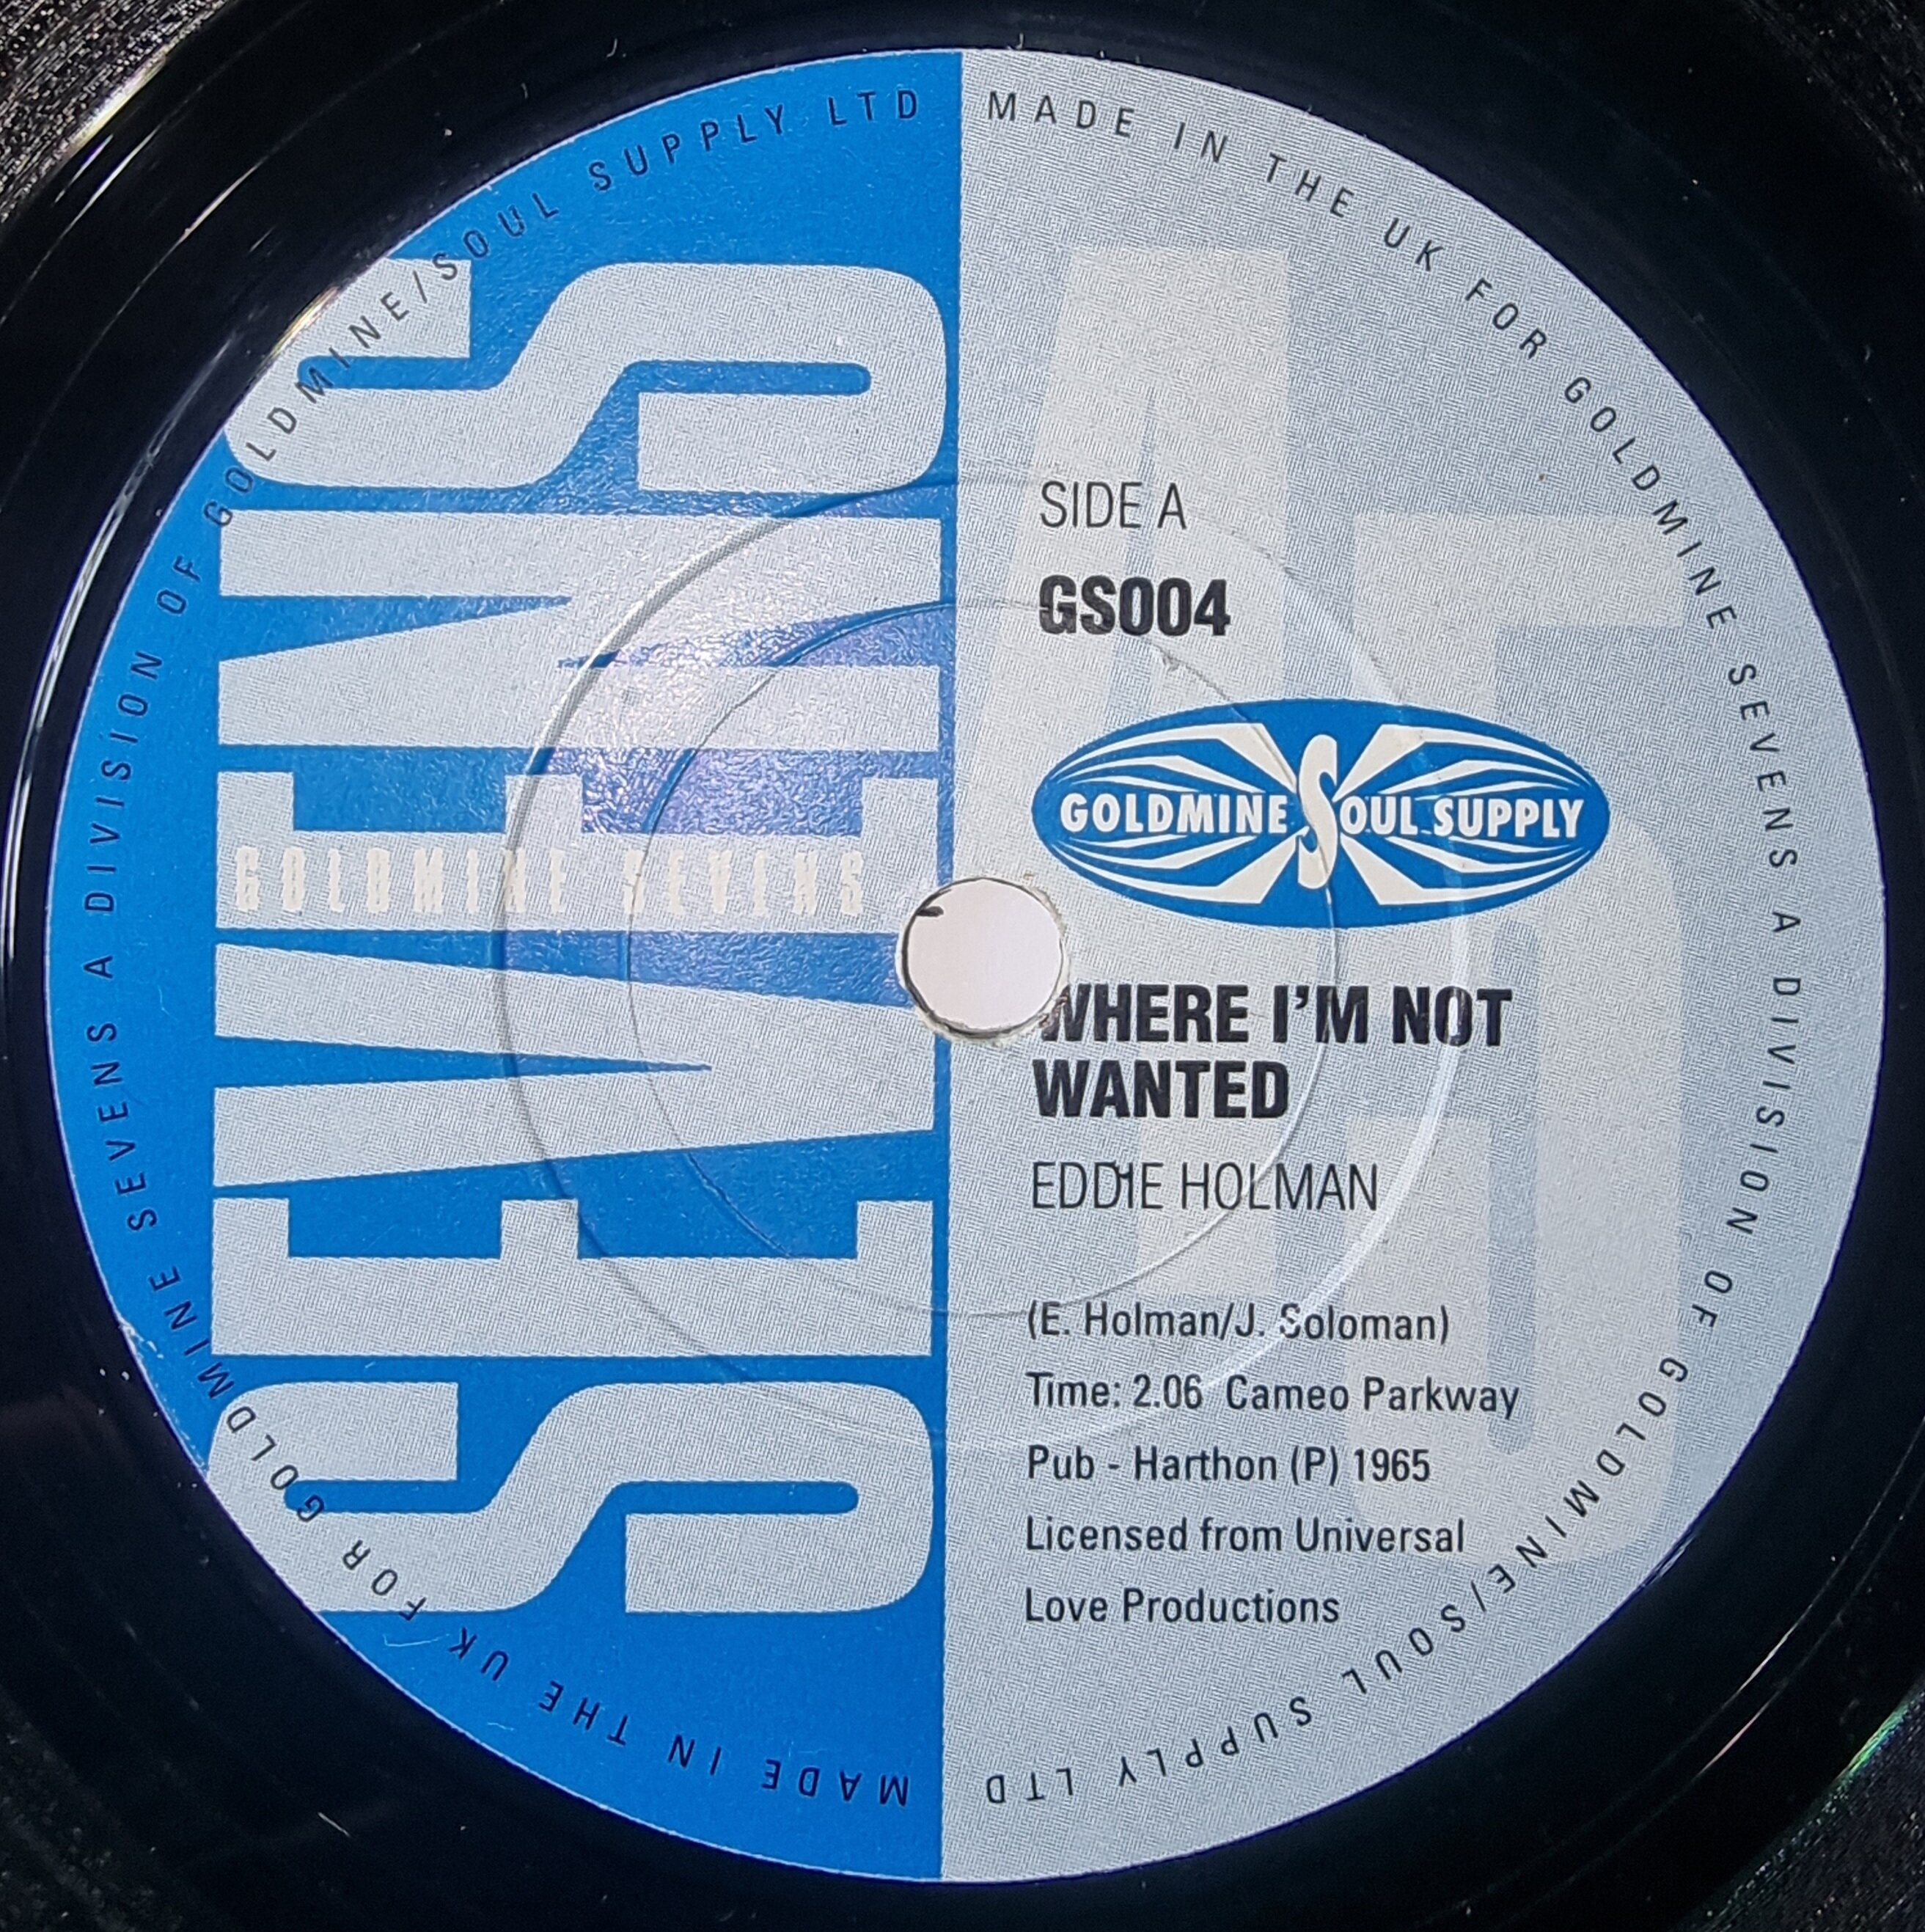 MADE IN THE UK FOR GOLDMINE SEVENS A DIVISION OF GOLDMINE/SOUL SUPPLY LTD
MADE IN THE UK FOR GOLDMINE SEVENS A DIVISION OF GOLDMINE/SOUL SUPPLY LTD
SEVENS
GOLDMINE SEVENS
45
SIDE A
GS004
GOLDMINE SOUL SUPPLY
WHERE I'M NOT
WANTED
EDDIE HOLMAN
(E. Holman/J. Soloman)
Time: 2.06 Cameo Parkway
Pub - Harthon (P) 1965
Licensed from Universal
Love Productions